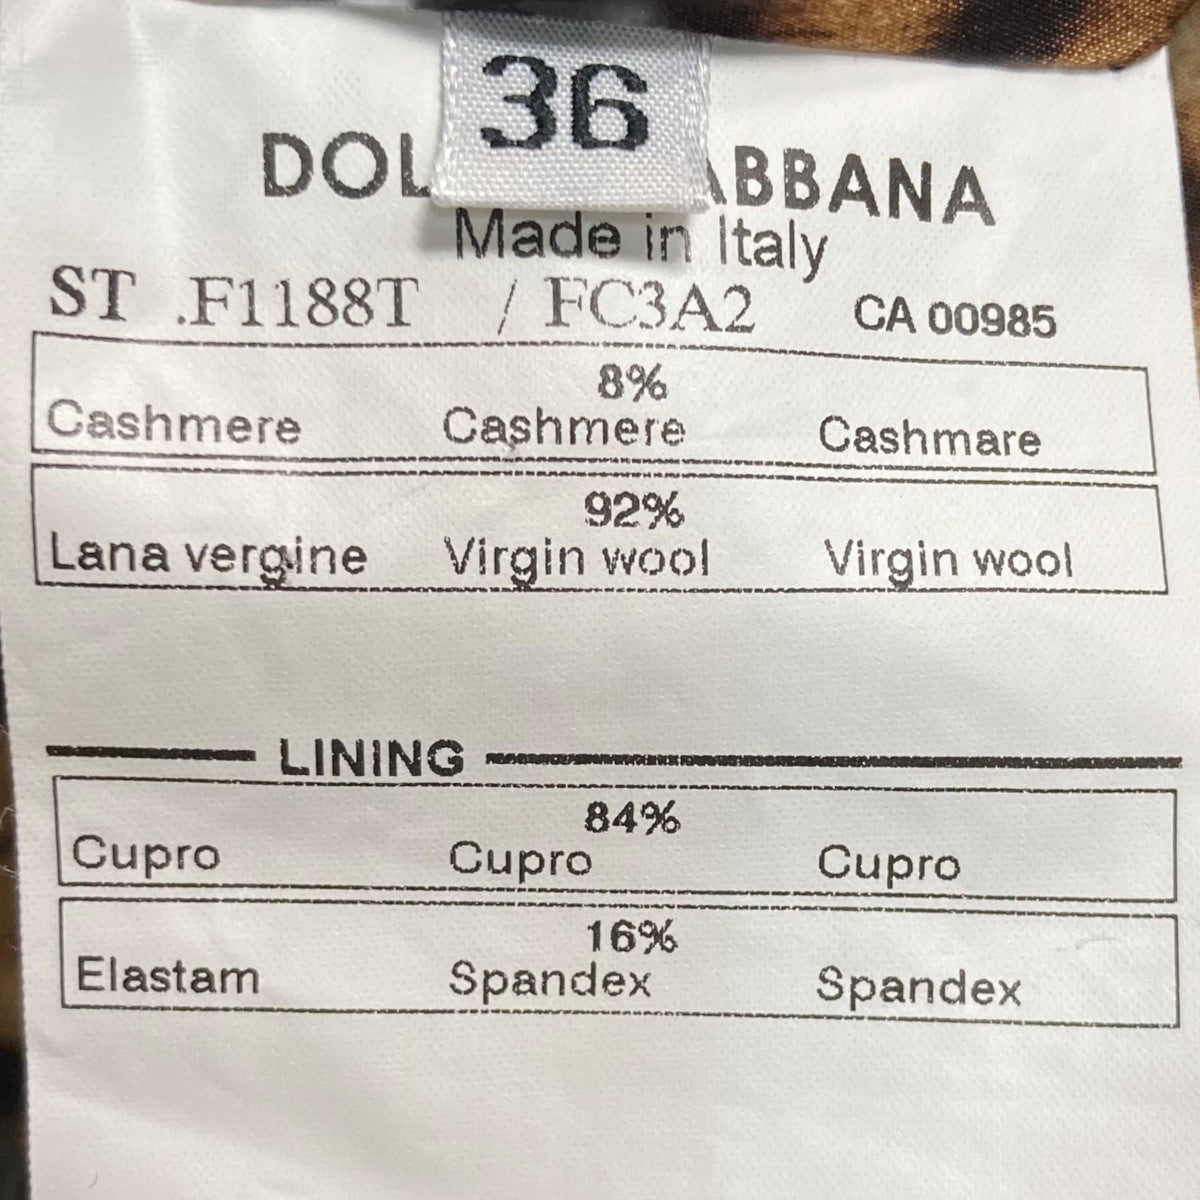 36
DOL ABBANA
Made in Italy
ST .F1188T / FC3A2 CA 00985
8%
Cashmere Cashmere Cashmare
92%
Lana vergine Virgin wool Virgin wool
LINING
84%
Cupro Cupro Cupro
16%
Elastam Spandex Spandex